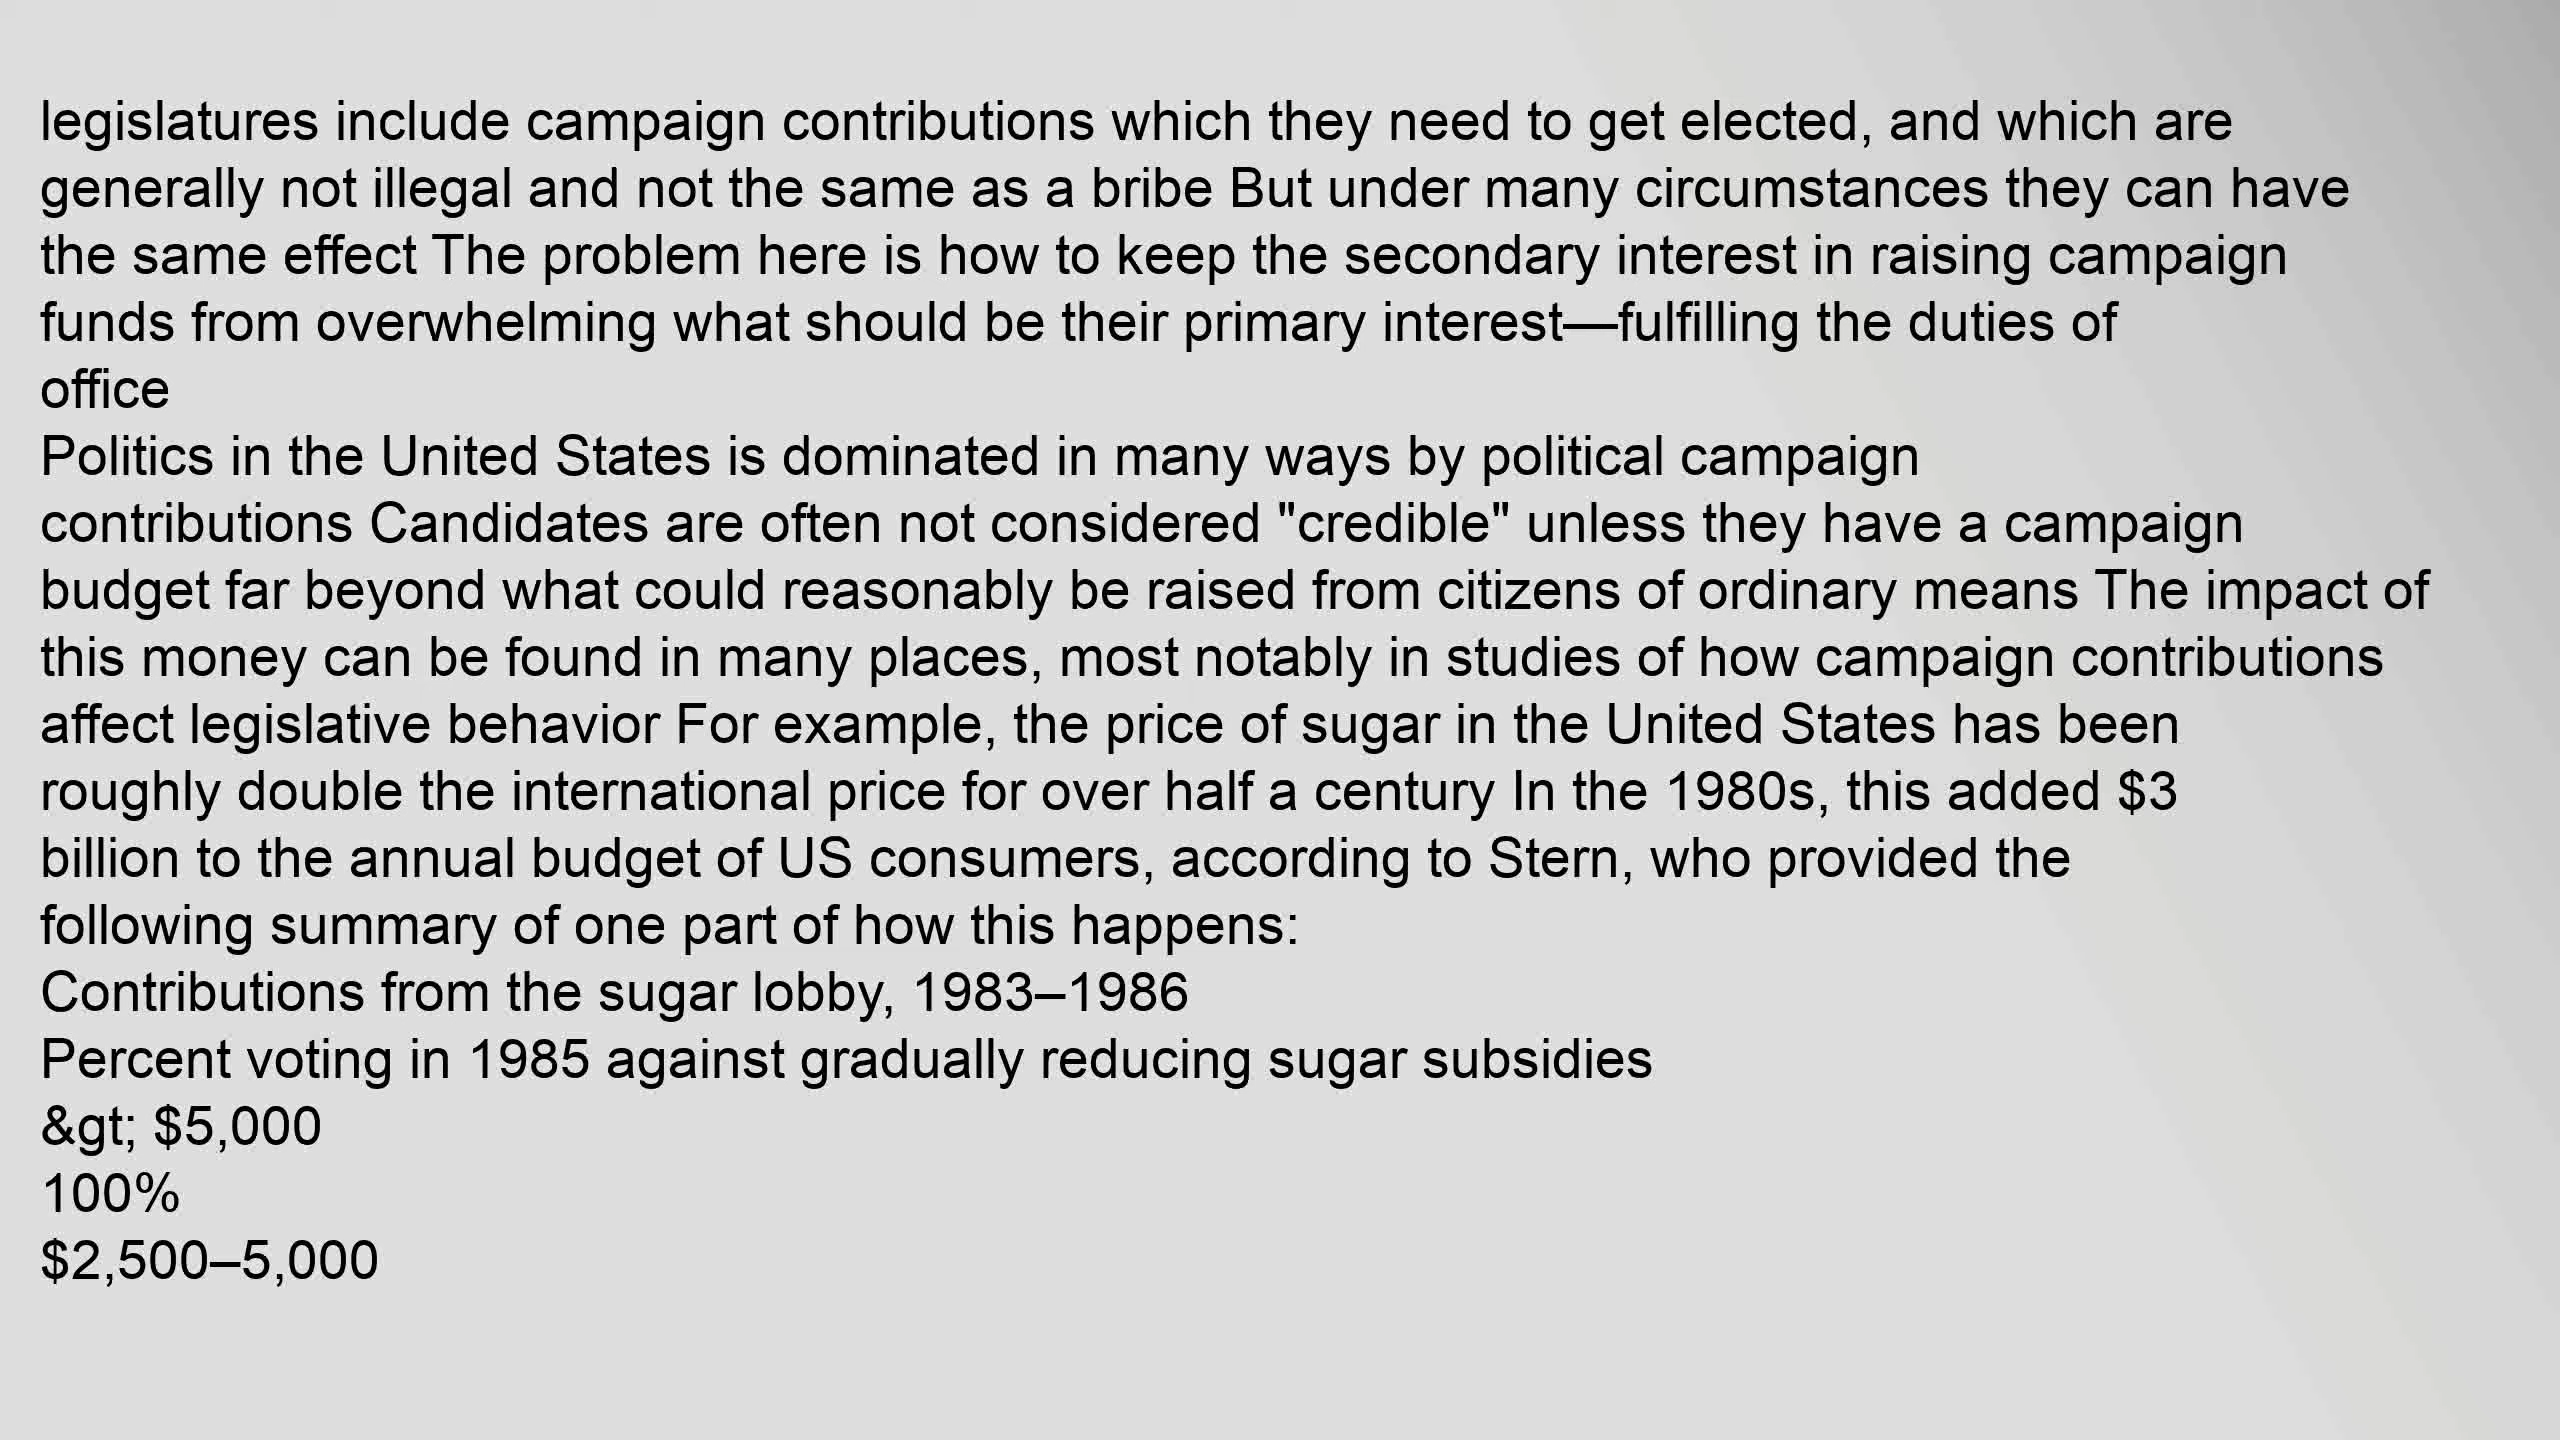 legislatures include campaign contributions which they need to get elected, and which are
generally not illegal and not the same as a bribe But under many circumstances they can have
the same effect The problem here is how to keep the secondary interest in raising campaign
funds from overwhelming what should be their primary interest—fulfilling the duties of
office
Politics in the United States is dominated in many ways by political campaign
contributions Candidates are often not considered "credible" unless they have a campaign
budget far beyond what could reasonably be raised from citizens of ordinary means The impact of
this money can be found in many places, most notably in studies of how campaign contributions
affect legislative behavior For example, the price of sugar in the United States has been
roughly double the international price for over half a century In the 1980s, this added $3
billion to the annual budget of US consumers, according to Stern, who provided the
following summary of one part of how this happens:
Contributions from the sugar lobby, 1983–1986
Percent voting in 1985 against gradually reducing sugar subsidies
&gt; $5,000
100%
$2,500–5,000